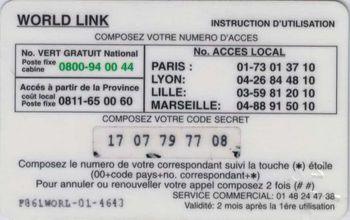 WORLD LINK
INSTRUCTION D'UTILISATION
COMPOSEZ VOTRE NUMERO D'ACCES
No. VERT GRATUIT National
Poste fixe
cabine 0800-94 00 44
Accés à partir de la Province
coût local
Poste fixe 0811-65 00 60
No. ACCES LOCAL
PARIS : 01-73 01 37 10
LYON: 04-26 84 48 10
LILLE: 03-59 81 20 10
MARSEILLE: 04-88 91 50 10
COMPOSEZ VOTRE CODE SECRET
17 07 79 77 08
Composez le numero de votre correspondant suivi la touche (*) étoile
(00+code pays+no. correspondant+*)
Pour annuler ou renouveller votre appel composez 2 fois (# #)
SERVICE COMMERCIAL: 01 48 24 47 38
P861WORL-01-4643
Validité: 2 mois après la 1ére utilisation